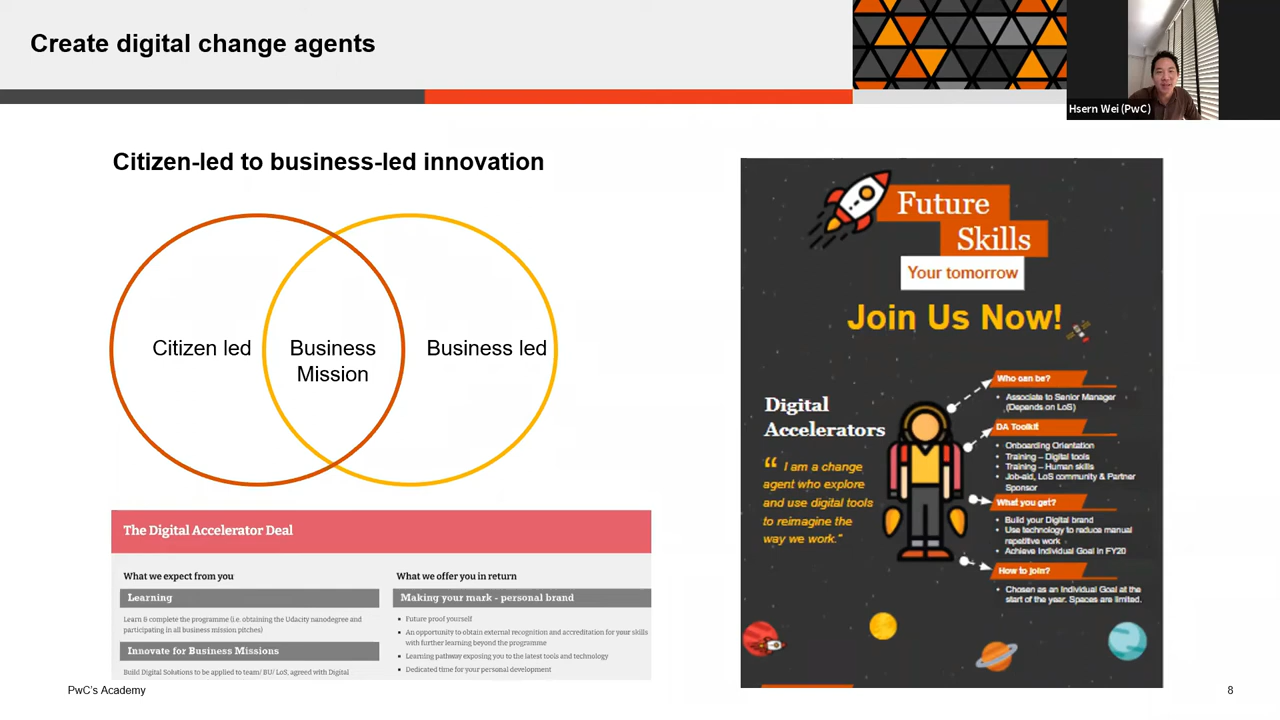 Create digital change agents
Hsern Wei (PwC)
Citizen-led to business-led innovation
Citizen led
Business
Mission
Business led
The Digital Accelerator Deal
What we expect from you
Learning
Learn & complete the programme (i.e. obtaining the Udacity nanodegree and
participating in all business mission pitches)
Innovate for Business Missions
Build Digital Solutions to be applied to team/ BU/ LoS, agreed with Digital
What we offer you in return
Making your mark - personal brand
Future proof yourself
An opportunity to obtain external recognition and accreditation for your skills
with further learning beyond the programme
Learning pathway exposing you to the latest tools and technology
Dedicated time for your personal development
Future
Skills
Your tomorrow
Join Us Now!
Digital
Accelerators
“ I am a change
agent who explore
and use digital tools
to reimagine the
way we work.”
Who can be?
• Associate to Senior Manager
(Depends on LoS)
DA Toolkit
• Onboarding Orientation
• Training – Digital tools
• Training – Human skills
• Job-aid, LoS community & Partner
Sponsor
What you get?
• Build your Digital brand
• Use technology to reduce manual
repetitive work
• Achieve Individual Goal in FY20
How to join?
• Chosen as an Individual Goal at the
start of the year. Spaces are limited.
PwC's Academy
8